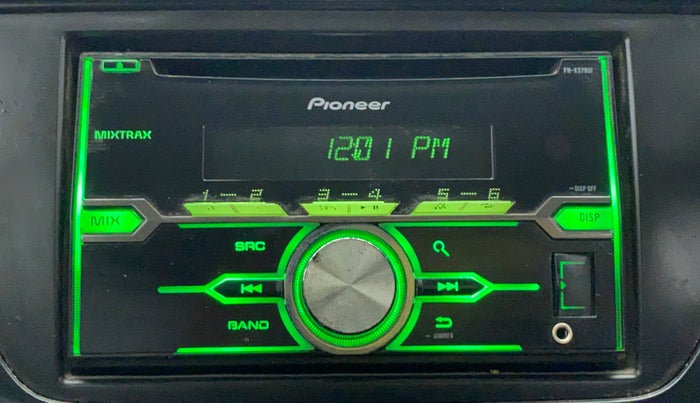 FH-X578UI
Pioneer
MIXTRAX
12:01 PM
DISP OFF
1 — 2 3 — 4 5 — 6
MIX
DISP
SRC
BAND
DIMMER